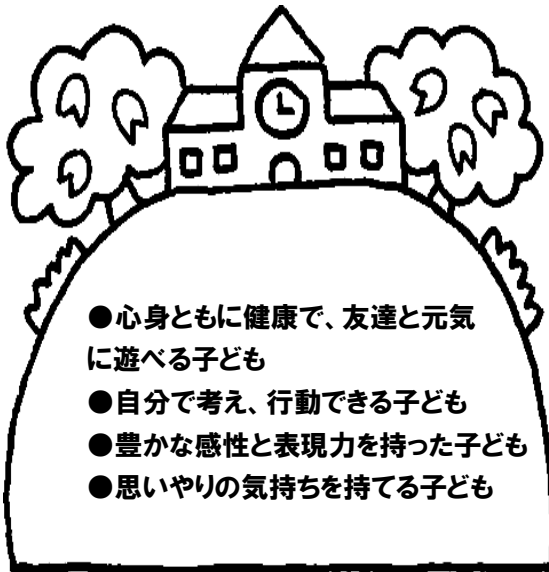 ●心身ともに健康で、友達と元気
に遊べる子ども
●自分で考え、行動できる子ども
●豊かな感性と表現力を持った子ども
●思いやりの気持ちを持てる子ども